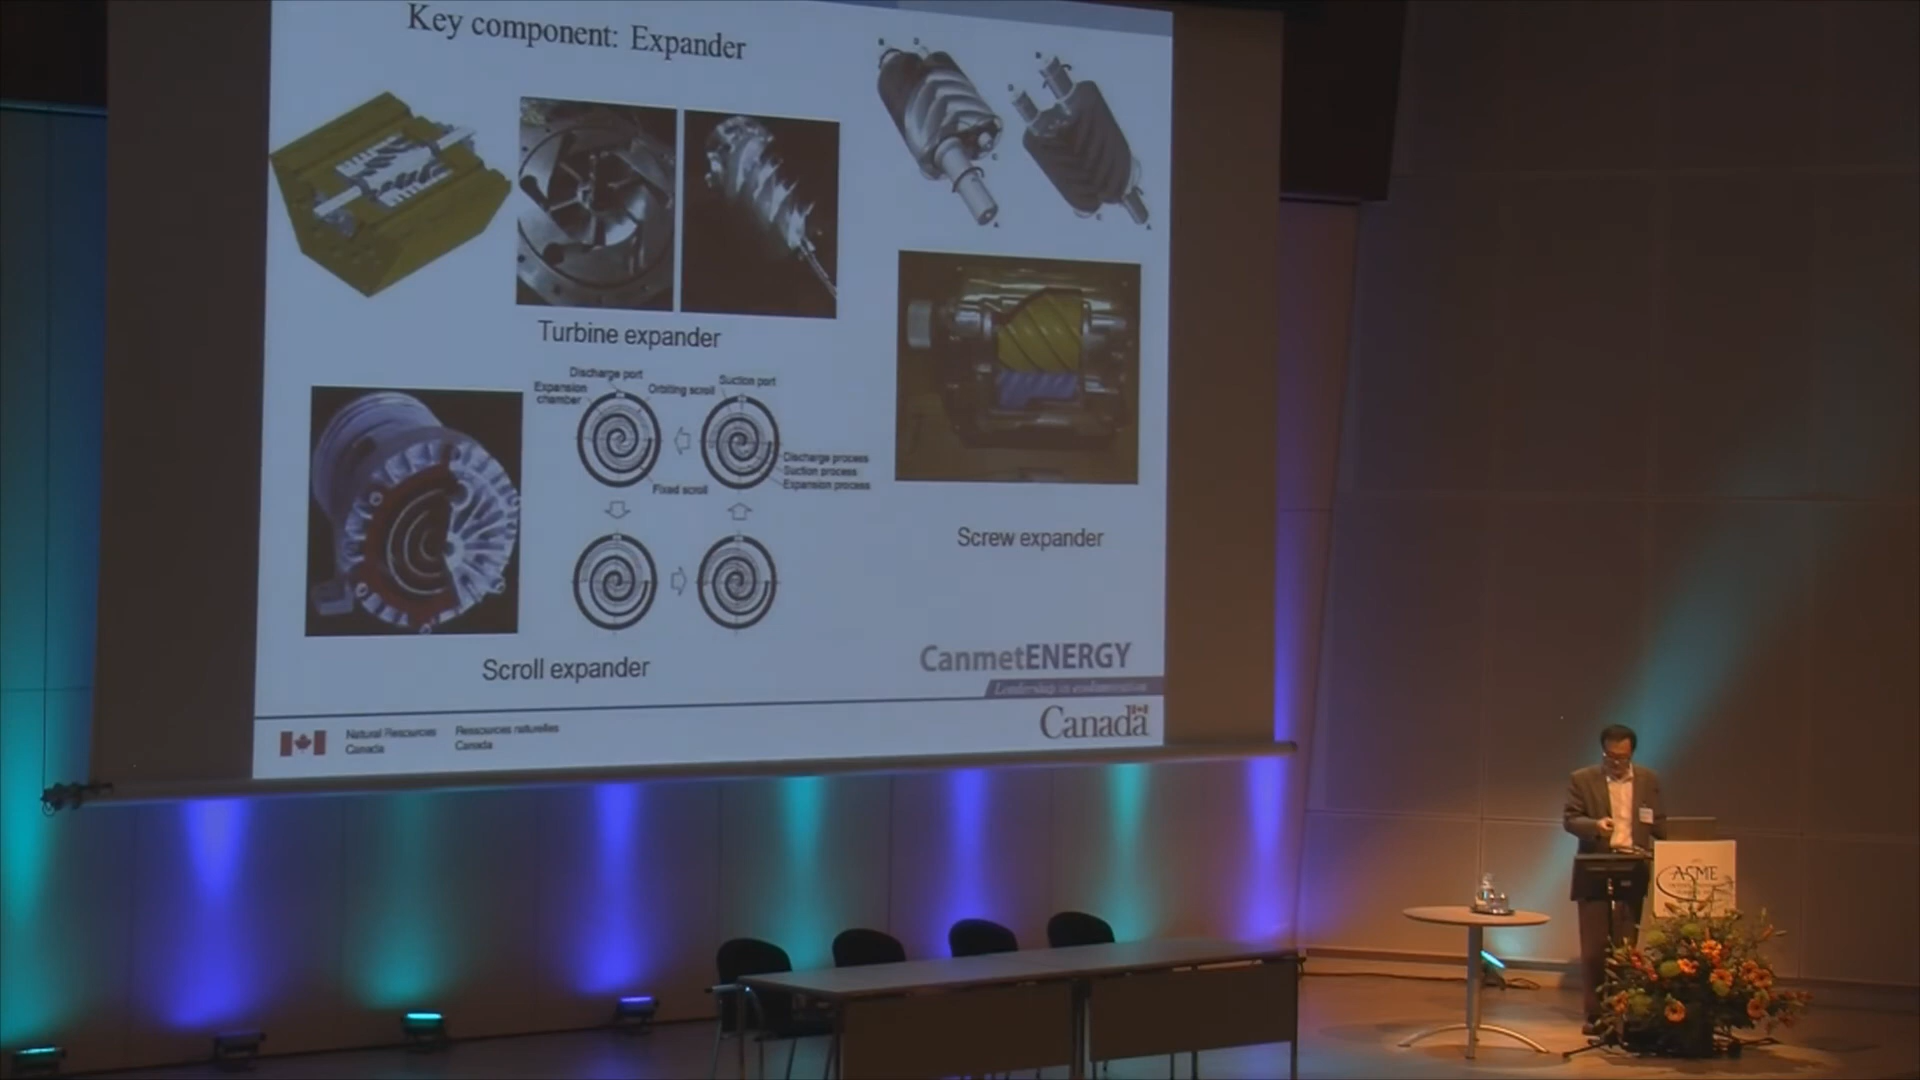 Key component: Expander
Turbine expander
Discharge port
Expansion
chamber
Orbiting scroll
Suction port
Discharge process
Suction process
Expansion process
Fixed scroll
Screw expander
Scroll expander
CanmetENERGY
Leadership in ecoInnovation
Natural Resources
Canada
Ressources naturelles
Canada
Canada
ASME